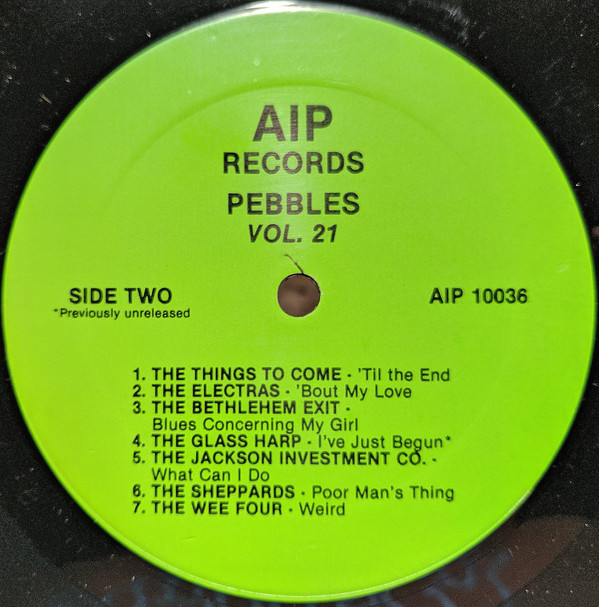 AIP
RECORDS
PEBBLES
VOL. 21
SIDE TWO
*Previously unreleased
AIP 10036
1. THE THINGS TO COME - 'Til the End
2. THE ELECTRAS - 'Bout My Love
3. THE BETHLEHEM EXIT -
Blues Concerning My Girl
4. THE GLASS HARP - I've Just Begun*
5. THE JACKSON INVESTMENT CO. -
What Can I Do
6. THE SHEPPARDS - Poor Man's Thing
7. THE WEE FOUR - Weird